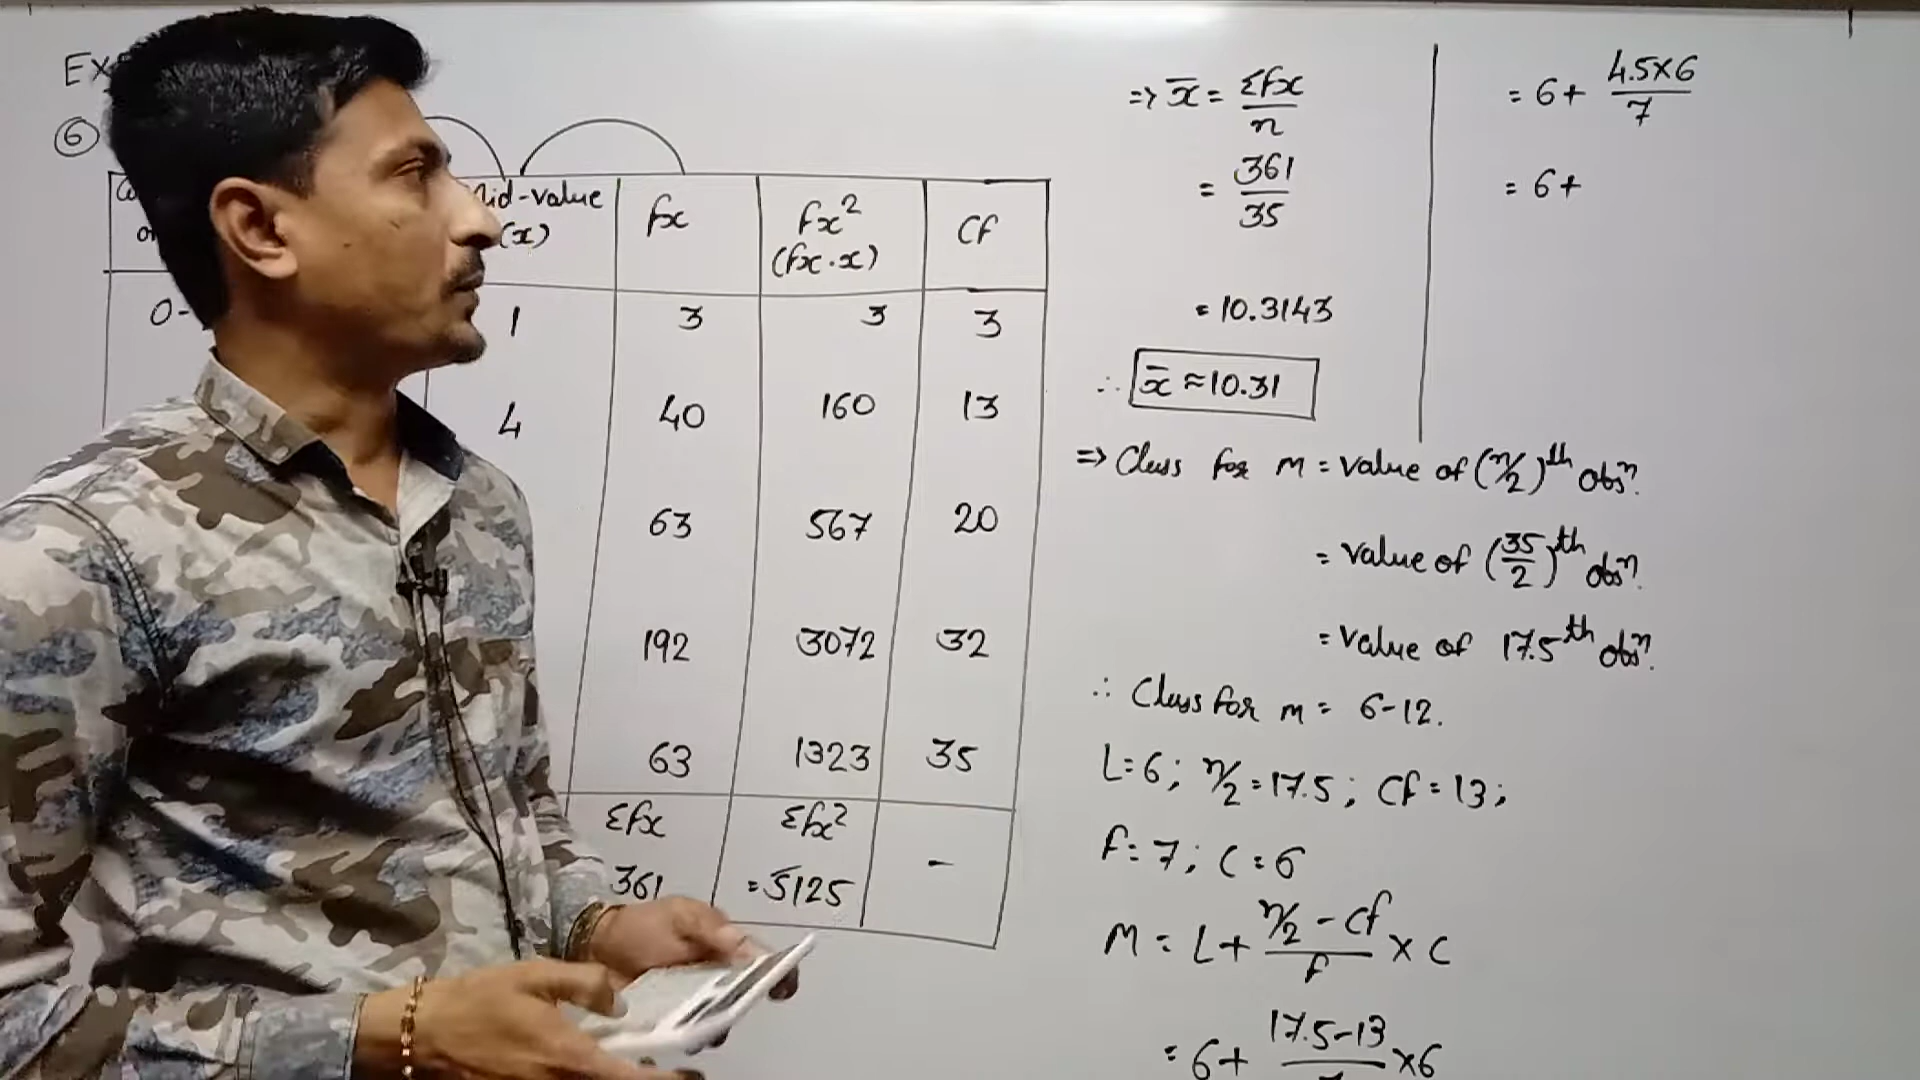 Ex
⑥
mid-value (x) fx fx² (fx·x) Cf
0- 1 3 3 3
4 40 160 13
63 567 20
192 3072 32
63 1323 35
Σfx Σfx²
361 = 5125 -
=> x̄ = Σfx/n
= 361/35
= 10.3143
∴ x̄ ≈ 10.31
= 6 + 4.5×6/7
= 6 +
=> Class for M = value of (n/2)th obsn.
= value of (35/2)th obsn.
= value of 17.5th obsn.
∴ Class for m = 6-12.
L=6; n/2 = 17.5; Cf = 13;
f = 7; C = 6
M = L + n/2 - Cf/f × C
= 6 + 17.5-13/7 × 6